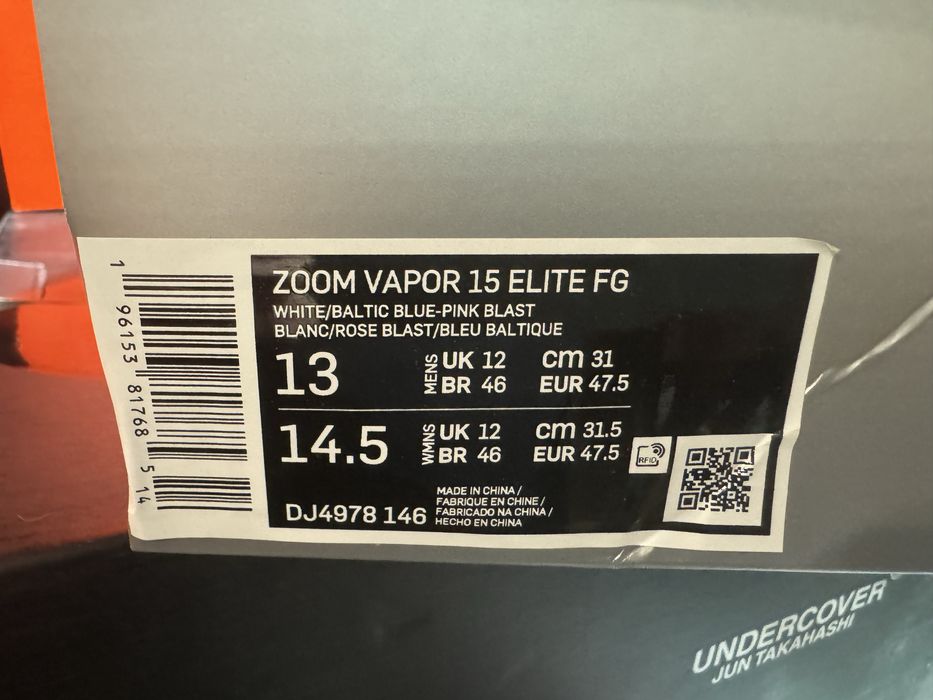 ZOOM VAPOR 15 ELITE FG
WHITE/BALTIC BLUE-PINK BLAST
BLANC/ROSE BLAST/BLEU BALTIQUE
13
MENS
UK 12 cm 31
BR 46 EUR 47.5
14.5
WMNS
UK 12 cm 31.5
BR 46 EUR 47.5
RFID
DJ4978 146
MADE IN CHINA /
FABRIQUE EN CHINE /
FABRICADO NA CHINA /
HECHO EN CHINA
1 96153 81768 5 14
UNDERCOVER
JUN TAKAHASHI